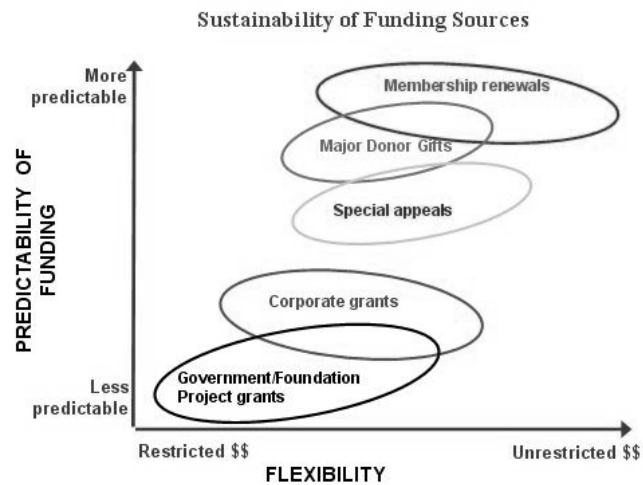 Sustainability of Funding Sources
More
predictable
PREDICTABILITY OF
FUNDING
Less
predictable
Membership renewals
Major Donor Gifts
Special appeals
Corporate grants
Government/Foundation
Project grants
Restricted $$
Unrestricted $$
FLEXIBILITY